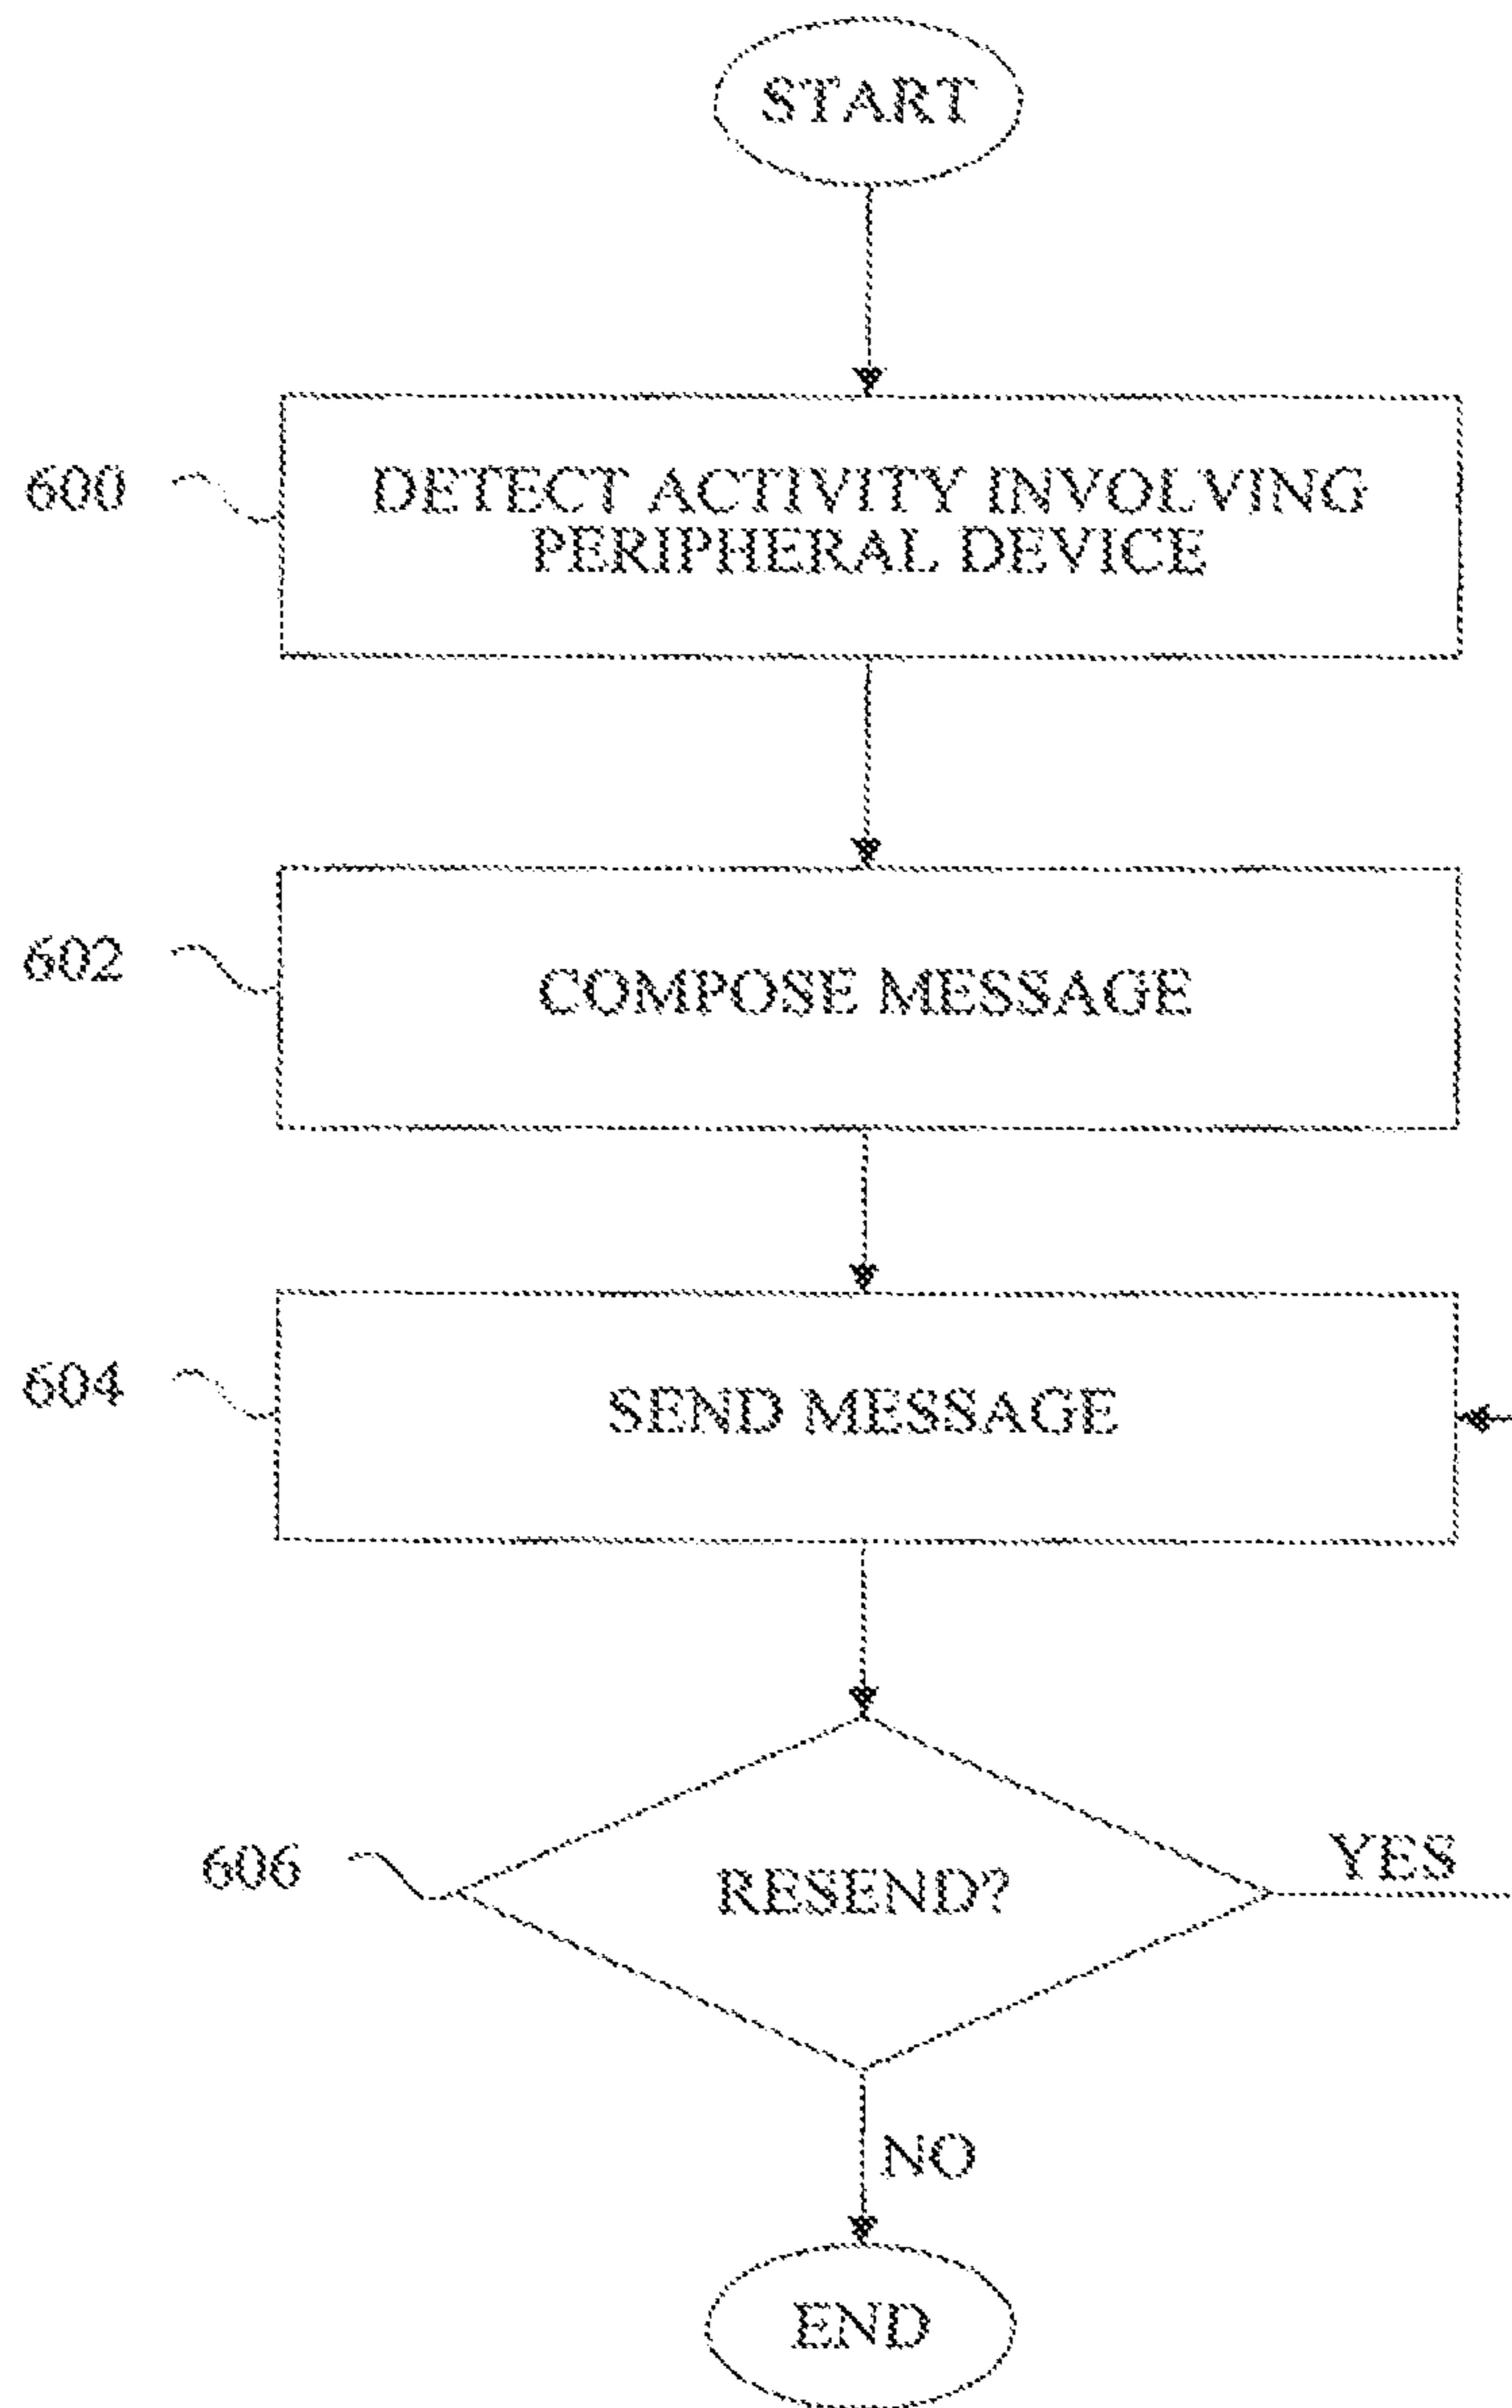 START
600
DETECT ACTIVITY INVOLVING
PERIPHERAL DEVICE
602
COMPOSE MESSAGE
604
SEND MESSAGE
606
RESEND?
YES
NO
END